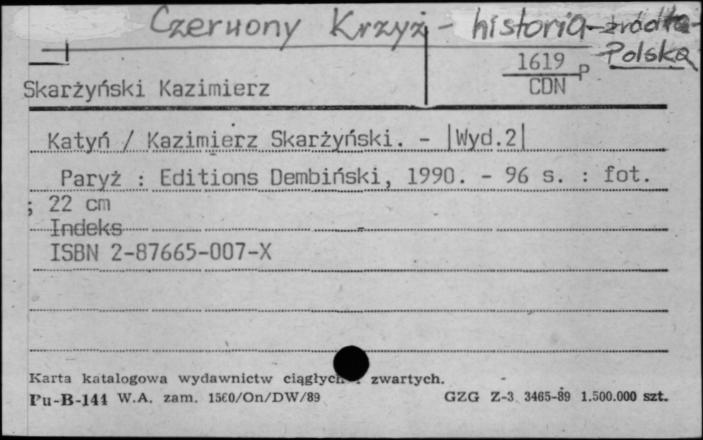 Czerwony Krzyż - historia - źródła -
Polska
1619 P
CDN
Skarżyński Kazimierz
Katyń / Kazimierz Skarżyński. - |Wyd.2|
Paryż : Editions Dembiński, 1990. - 96 s. : fot.
; 22 cm
Indeks
ISBN 2-87665-007-X
Karta katalogowa wydawnictw ciągłych i zwartych.
Pu-B-144 W.A. zam. 1560/On/DW/89 GZG Z-3 3465-89 1.500.000 szt.